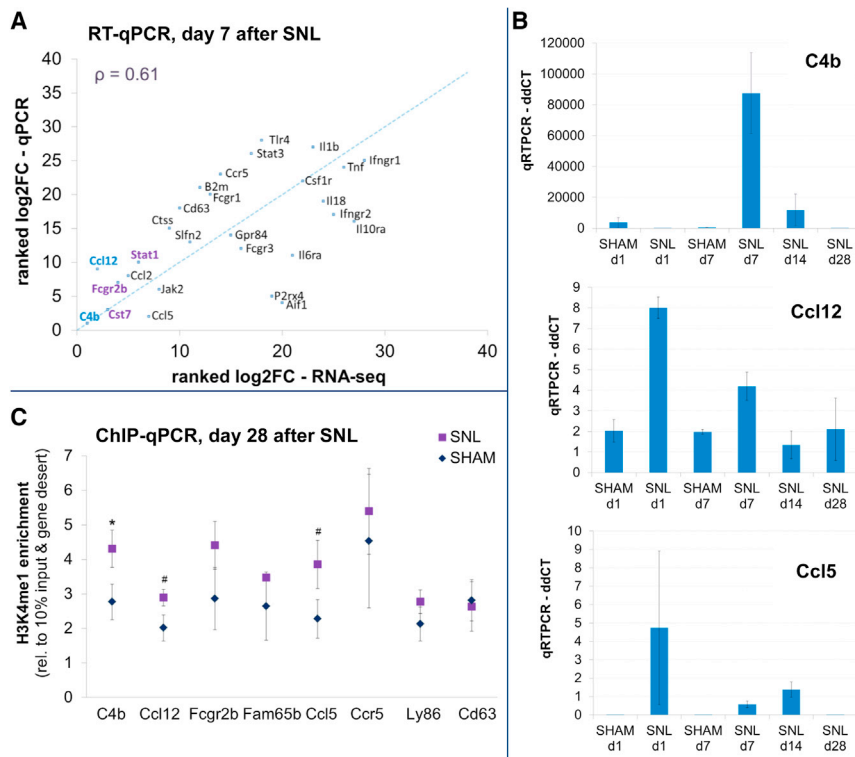 A
RT-qPCR, day 7 after SNL
ρ = 0.61
ranked log2FC - qPCR
40
35
30
25
20
15
10
5
0
0 10 20 30 40
Tlr4
Stat3
Il1b
Ifngr1
Tnf
Ccr5
Csf1r
B2m
Fcgr1
Il18
Cd63
Ifngr2
Ctss
Il10ra
Slfn2
Gpr84
Fcgr3
Il6ra
Stat1
Ccl12
Ccl2
Fcgr2b
Jak2
P2rx4
Aif1
Cst7
Ccl5
C4b
ranked log2FC - RNA-seq
B
C4b
qRTPCR - ddCT
120000
100000
80000
60000
40000
20000
0
SHAM SNL SHAM SNL SNL SNL
d1 d1 d7 d7 d14 d28
Ccl12
qRTPCR - ddCT
9
8
7
6
5
4
3
2
1
0
SHAM SNL SHAM SNL SNL SNL
d1 d1 d7 d7 d14 d28
Ccl5
qRTPCR - ddCT
10
9
8
7
6
5
4
3
2
1
0
SHAM SNL SHAM SNL SNL SNL
d1 d1 d7 d7 d14 d28
C
ChIP-qPCR, day 28 after SNL
SNL
SHAM
H3K4me1 enrichment
(rel. to 10% input & gene desert)
7
6
5
4
3
2
1
0
*
#
#
C4b Ccl12 Fcgr2b Fam65b Ccl5 Ccr5 Ly86 Cd63